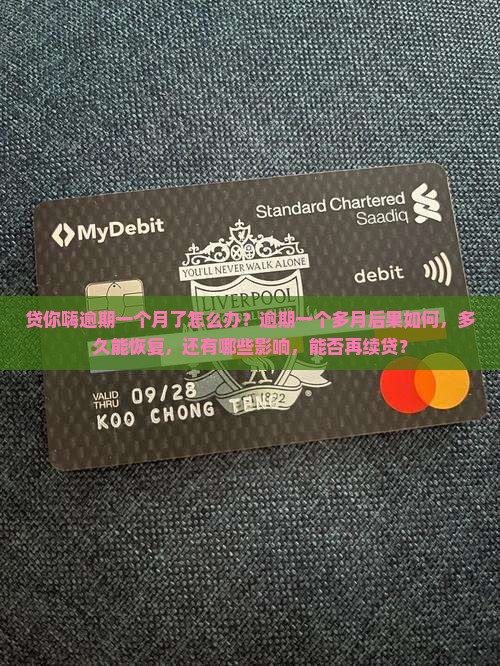 MyDebit
Standard Chartered
Saadiq
YOU'LL NEVER WALK ALONE
LIVERPOOL
debit
贷你嗨逾期一个月了怎么办？逾期一个多月后果如何，多
久能恢复，还有哪些影响，能否再续贷？
VALID
THRU
09/28
KOO CHONG
1892